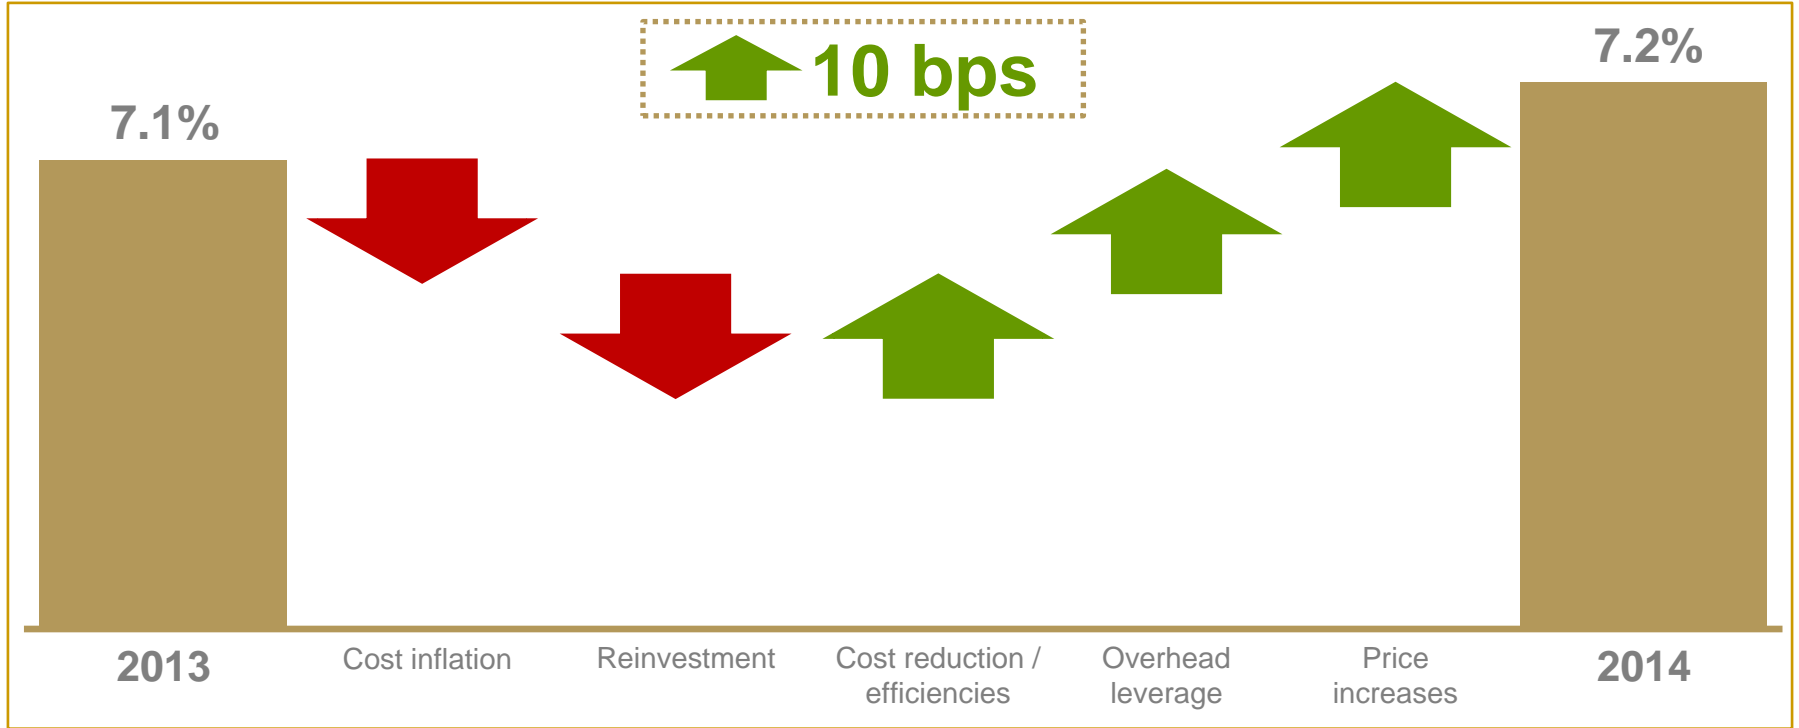 10 bps
7.1%
7.2%
2013
Cost inflation
Reinvestment
Cost reduction /
efficiencies
Overhead
leverage
Price
increases
2014